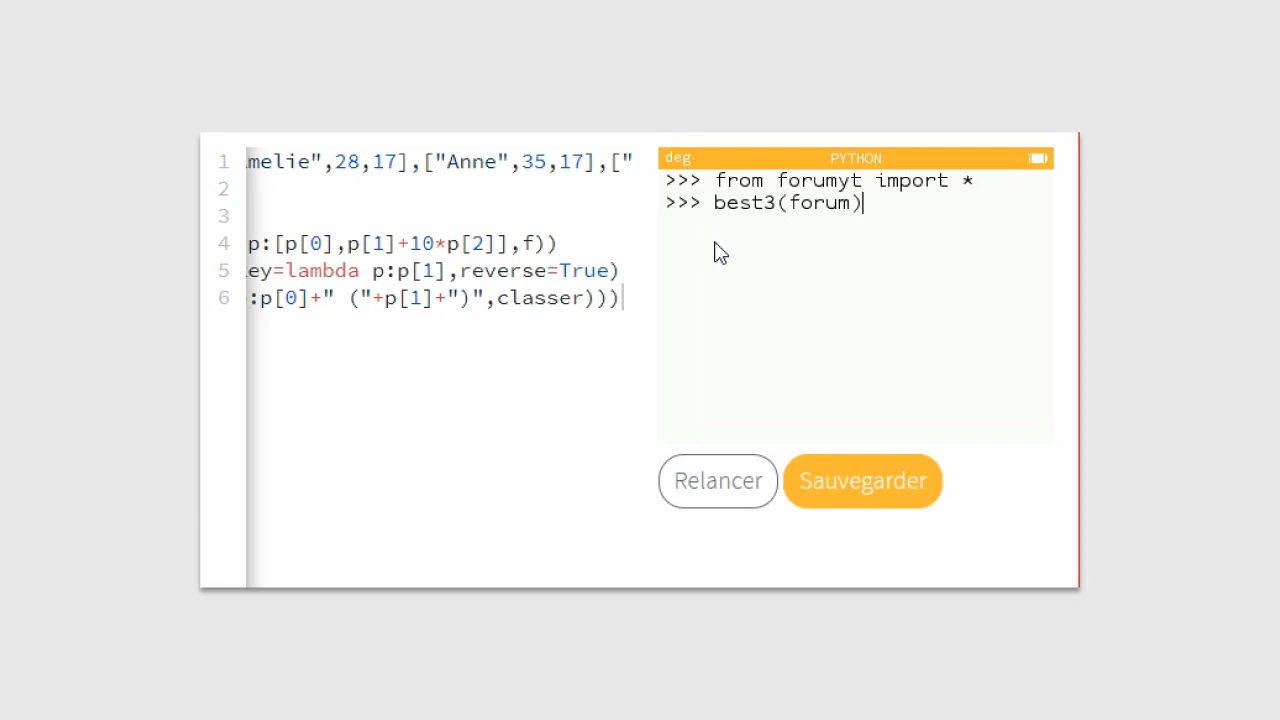 1 melie",28,17],["Anne",35,17],["
2
3
4 p:[p[0],p[1]+10*p[2]],f))
5 ey=lambda p:p[1],reverse=True)
6 :p[0]+" ("+p[1]+")",classer)))
deg PYTHON
>>> from forumyt import *
>>> best3(forum)
Relancer Sauvegarder